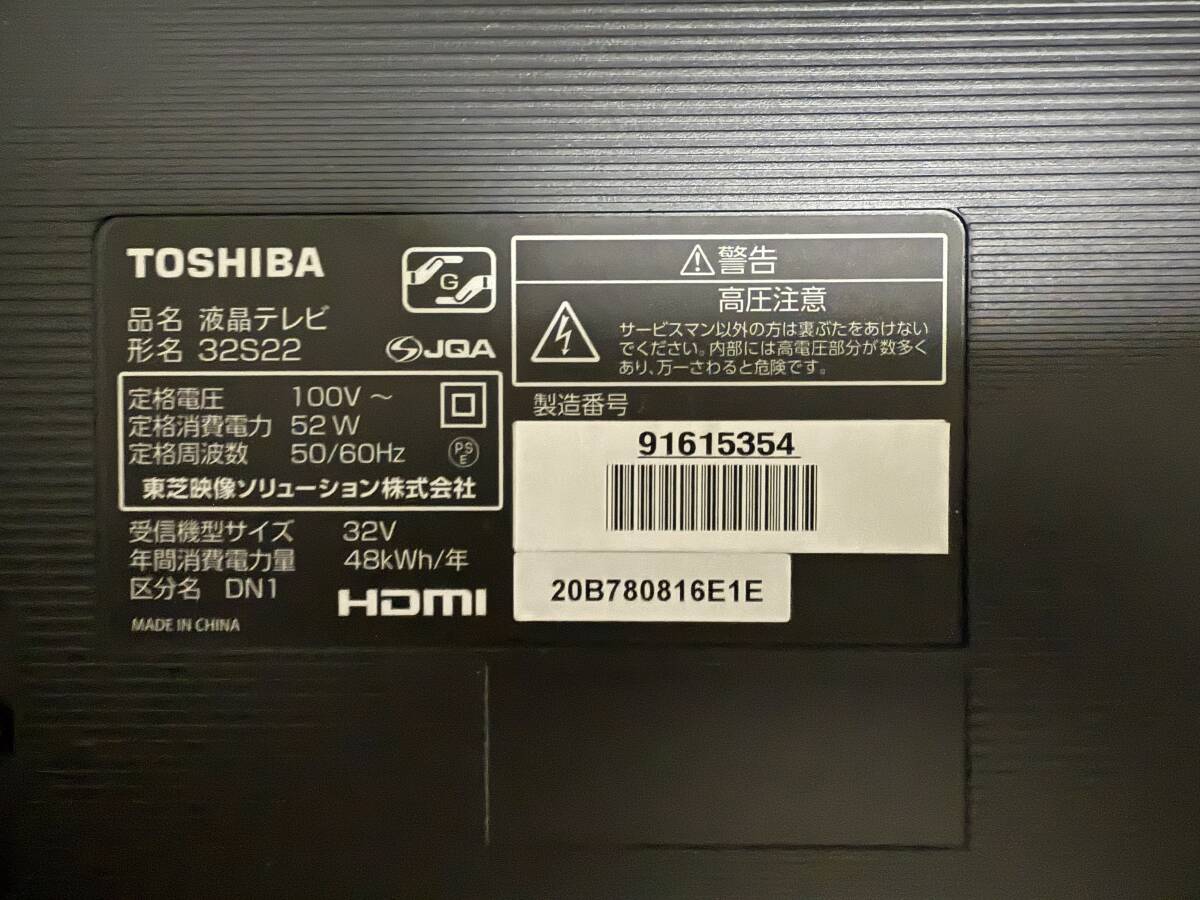 TOSHIBA
G
品名 液晶テレビ
形名 32S22
JQA
定格電圧 100V～
定格消費電力 52W
定格周波数 50/60Hz
PS
E
東芝映像ソリューション株式会社
受信機型サイズ 32V
年間消費電力量 48kWh/年
区分名 DN1
HDMI
MADE IN CHINA
警告
高圧注意
サービスマン以外の方は裏ぶたをあけない
でください。内部には高電圧部分が数多く
あり、万一さわると危険です。
製造番号
91615354
20B780816E1E